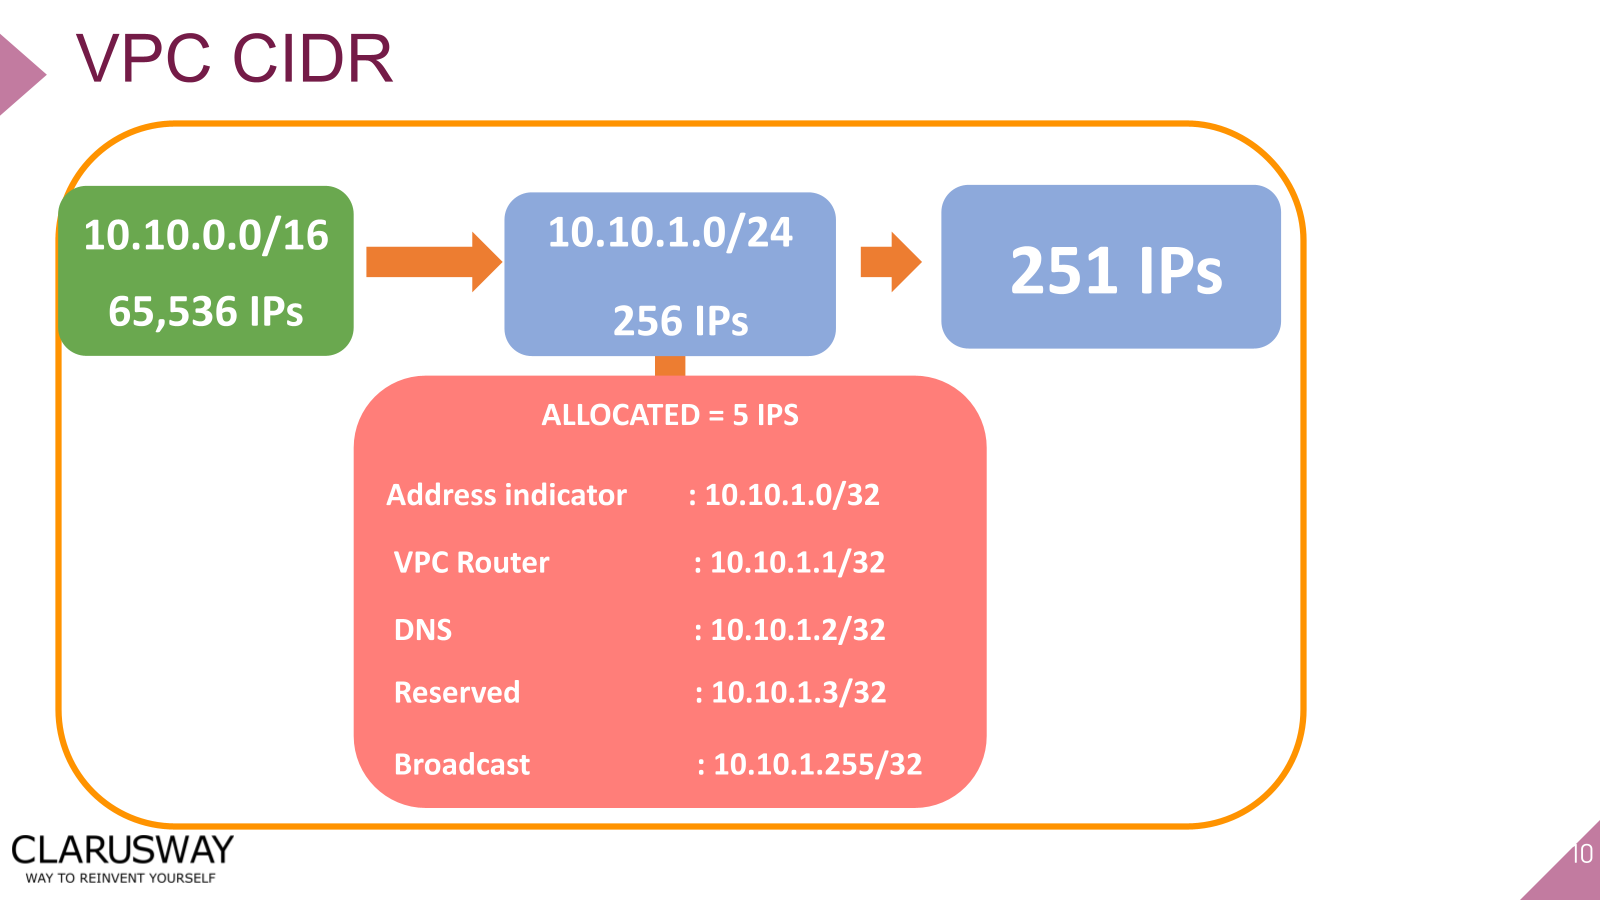 VPC CIDR
10.10.0.0/16
65,536 IPs
10.10.1.0/24
256 IPs
251 IPs
ALLOCATED = 5 IPS
Address indicator : 10.10.1.0/32
VPC Router : 10.10.1.1/32
DNS : 10.10.1.2/32
Reserved : 10.10.1.3/32
Broadcast : 10.10.1.255/32
CLARUSWAY
WAY TO REINVENT YOURSELF
10